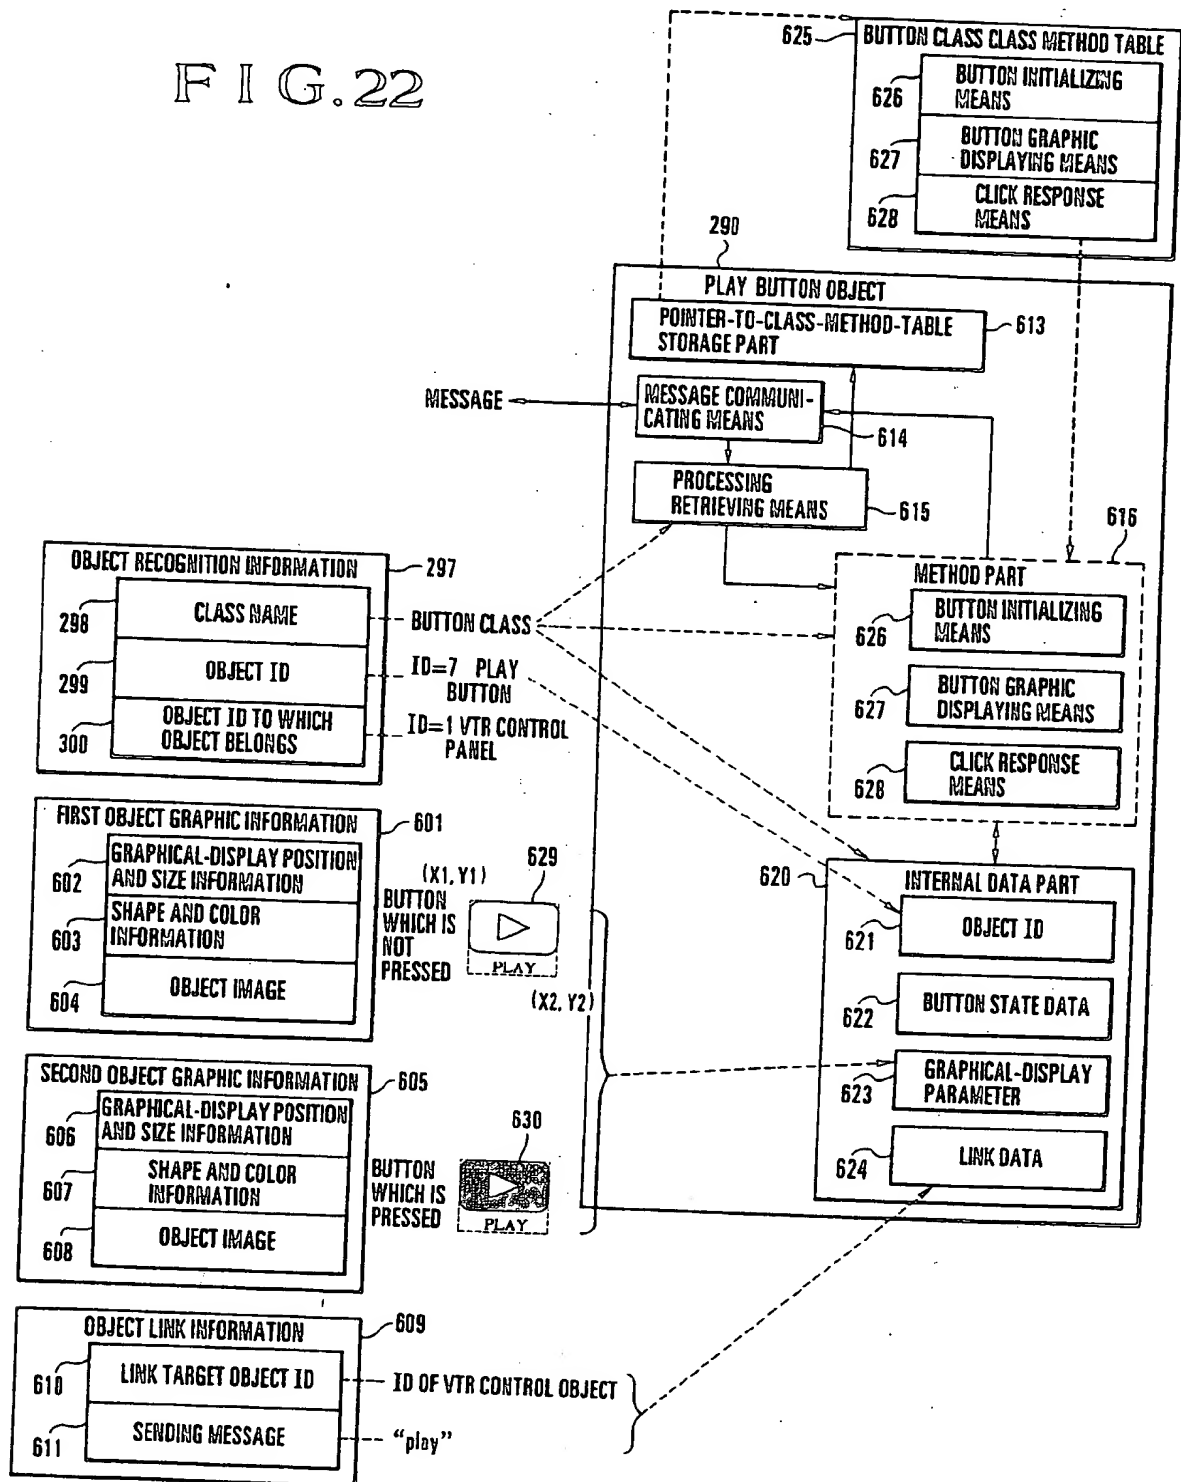 FIG.22
625
BUTTON CLASS CLASS METHOD TABLE
626
BUTTON INITIALIZING
MEANS
627
BUTTON GRAPHIC
DISPLAYING MEANS
628
CLICK RESPONSE
MEANS
290
PLAY BUTTON OBJECT
POINTER-TO-CLASS-METHOD-TABLE
STORAGE PART
613
MESSAGE
MESSAGE COMMUNI-
CATING MEANS
614
PROCESSING
RETRIEVING MEANS
615
616
METHOD PART
626
BUTTON INITIALIZING
MEANS
627
BUTTON GRAPHIC
DISPLAYING MEANS
628
CLICK RESPONSE
MEANS
620
INTERNAL DATA PART
621
OBJECT ID
622
BUTTON STATE DATA
623
GRAPHICAL-DISPLAY
PARAMETER
624
LINK DATA
OBJECT RECOGNITION INFORMATION
297
298
CLASS NAME
BUTTON CLASS
299
OBJECT ID
ID=7 PLAY
BUTTON
300
OBJECT ID TO WHICH
OBJECT BELONGS
ID=1 VTR CONTROL
PANEL
FIRST OBJECT GRAPHIC INFORMATION
601
602
GRAPHICAL-DISPLAY POSITION
AND SIZE INFORMATION
603
SHAPE AND COLOR
INFORMATION
604
OBJECT IMAGE
(X1, Y1)
629
BUTTON
WHICH IS
NOT
PRESSED
PLAY
(X2, Y2)
SECOND OBJECT GRAPHIC INFORMATION
605
606
GRAPHICAL-DISPLAY POSITION
AND SIZE INFORMATION
607
SHAPE AND COLOR
INFORMATION
608
OBJECT IMAGE
630
BUTTON
WHICH IS
PRESSED
PLAY
OBJECT LINK INFORMATION
609
610
LINK TARGET OBJECT ID
ID OF VTR CONTROL OBJECT
611
SENDING MESSAGE
"play"